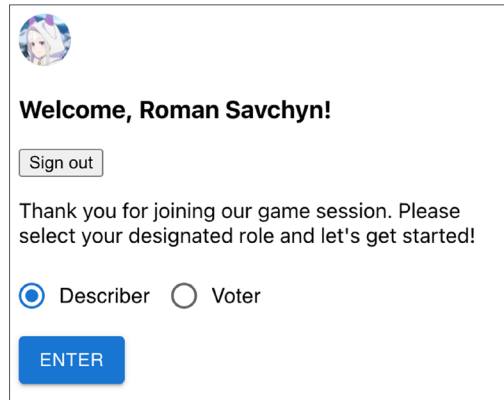 Welcome, Roman Savchyn!
Sign out
Thank you for joining our game session. Please
select your designated role and let's get started!
Describer Voter
ENTER